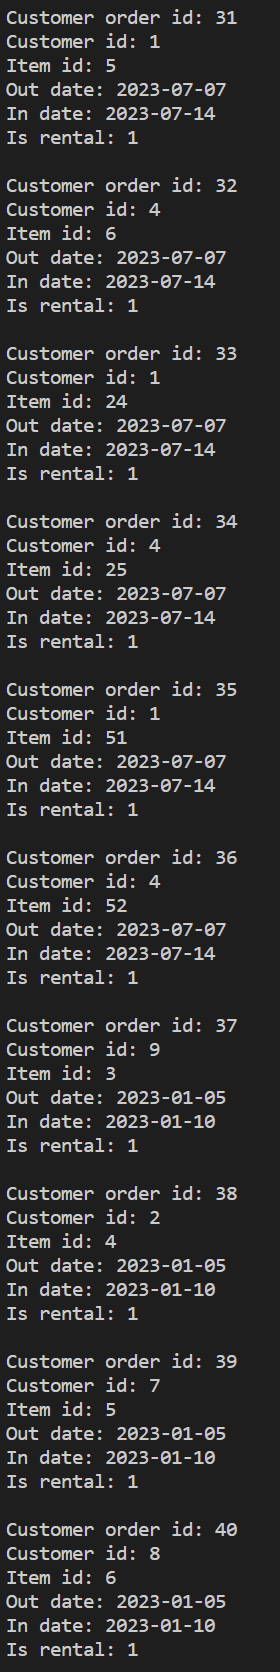 Customer order id: 31
Customer id: 1
Item id: 5
Out date: 2023-07-07
In date: 2023-07-14
Is rental: 1

Customer order id: 32
Customer id: 4
Item id: 6
Out date: 2023-07-07
In date: 2023-07-14
Is rental: 1

Customer order id: 33
Customer id: 1
Item id: 24
Out date: 2023-07-07
In date: 2023-07-14
Is rental: 1

Customer order id: 34
Customer id: 4
Item id: 25
Out date: 2023-07-07
In date: 2023-07-14
Is rental: 1

Customer order id: 35
Customer id: 1
Item id: 51
Out date: 2023-07-07
In date: 2023-07-14
Is rental: 1

Customer order id: 36
Customer id: 4
Item id: 52
Out date: 2023-07-07
In date: 2023-07-14
Is rental: 1

Customer order id: 37
Customer id: 9
Item id: 3
Out date: 2023-01-05
In date: 2023-01-10
Is rental: 1

Customer order id: 38
Customer id: 2
Item id: 4
Out date: 2023-01-05
In date: 2023-01-10
Is rental: 1

Customer order id: 39
Customer id: 7
Item id: 5
Out date: 2023-01-05
In date: 2023-01-10
Is rental: 1

Customer order id: 40
Customer id: 8
Item id: 6
Out date: 2023-01-05
In date: 2023-01-10
Is rental: 1